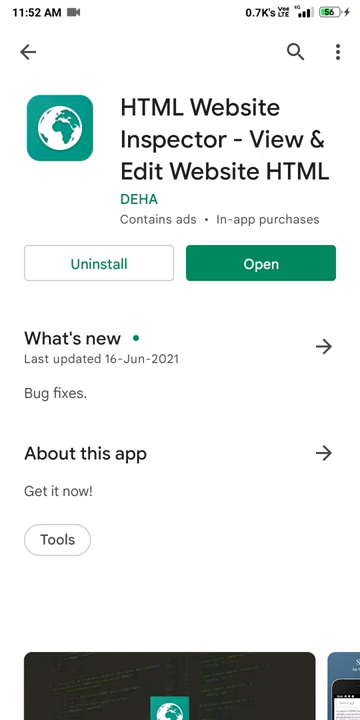 11:52 AM 0.7K's Vo) LTE 4G 56
HTML Website
Inspector - View &
Edit Website HTML
DEHA
Contains ads • In-app purchases
Uninstall Open
What's new •
Last updated 16-Jun-2021
Bug fixes.
About this app
Get it now!
Tools